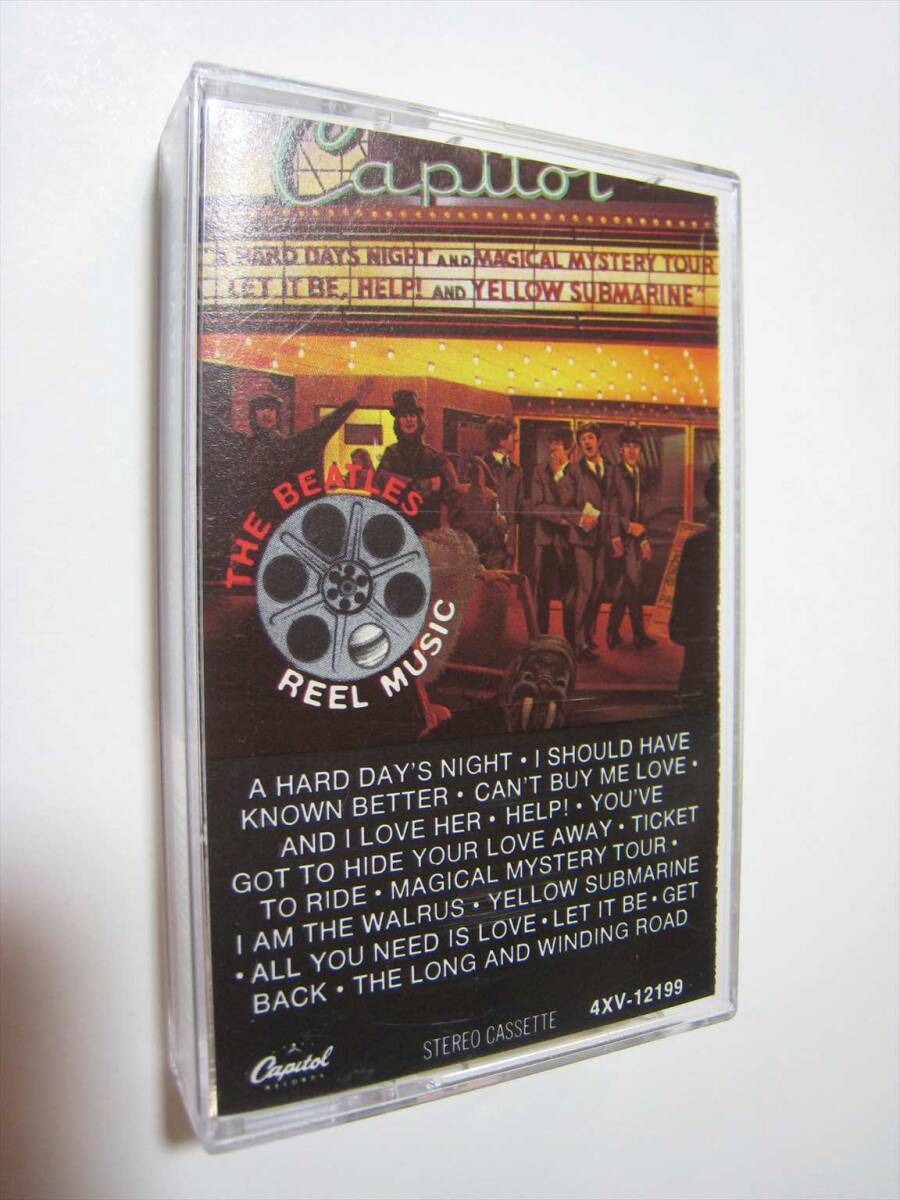 Capitol
"A HARD DAYS NIGHT AND MAGICAL MYSTERY TOUR
LET IT BE, HELP! AND YELLOW SUBMARINE"
THE BEATLES
REEL MUSIC
A HARD DAY'S NIGHT • I SHOULD HAVE
KNOWN BETTER • CAN'T BUY ME LOVE •
AND I LOVE HER • HELP! • YOU'VE
GOT TO HIDE YOUR LOVE AWAY • TICKET
TO RIDE • MAGICAL MYSTERY TOUR •
I AM THE WALRUS • YELLOW SUBMARINE
• ALL YOU NEED IS LOVE • LET IT BE • GET
BACK • THE LONG AND WINDING ROAD
Capitol
RECORDS
STEREO CASSETTE
4XV-12199